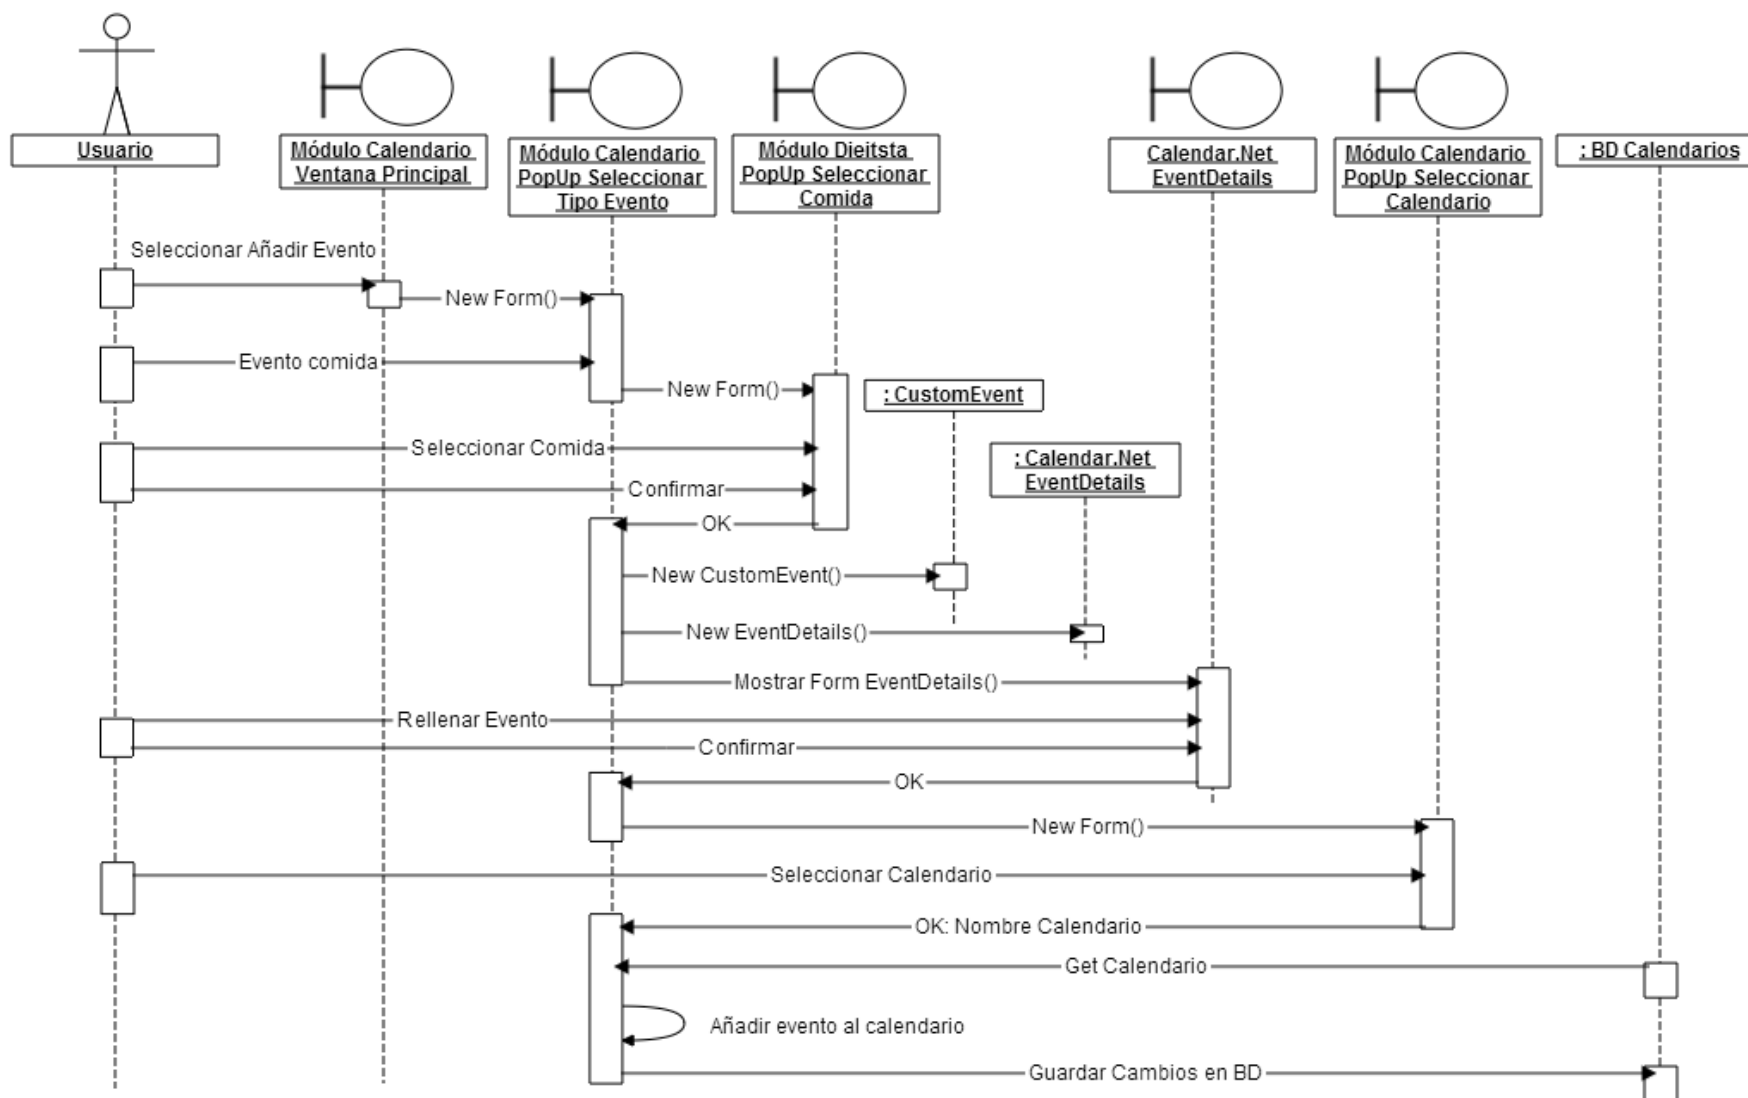 Usuario
Módulo Calendario
Ventana Principal
Módulo Calendario
PopUp Seleccionar
Tipo Evento
Módulo Dieitsta
PopUp Seleccionar
Comida
Calendar.Net
EventDetails
Módulo Calendario
PopUp Seleccionar
Calendario
: BD Calendarios
Seleccionar Añadir Evento
New Form()
Evento comida
New Form()
: CustomEvent
Seleccionar Comida
: Calendar.Net
EventDetails
Confirmar
OK
New CustomEvent()
New EventDetails()
Mostrar Form EventDetails()
Rellenar Evento
Confirmar
OK
New Form()
Seleccionar Calendario
OK: Nombre Calendario
Get Calendario
Añadir evento al calendario
Guardar Cambios en BD